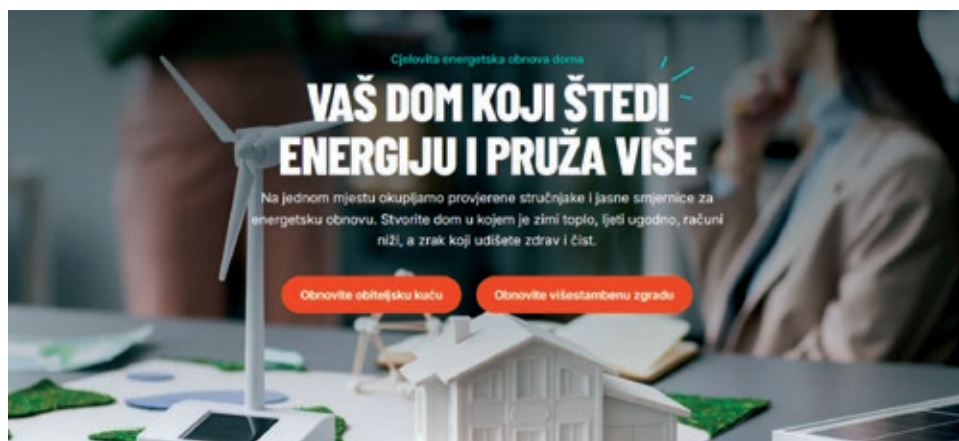 Cjelovita energetska obnova doma
VAŠ DOM KOJI ŠTEDI
ENERGIJU I PRUŽA VIŠE
Na jednom mjestu okupljamo provjerene stručnjake i jasne smjernice za
energetsku obnovu. Stvorite dom u kojem je zimi toplo, ljeti ugodno, računi
niži, a zrak koji udišete zdrav i čist.
Obnovite obiteljsku kuću
Obnovite višestambenu zgradu